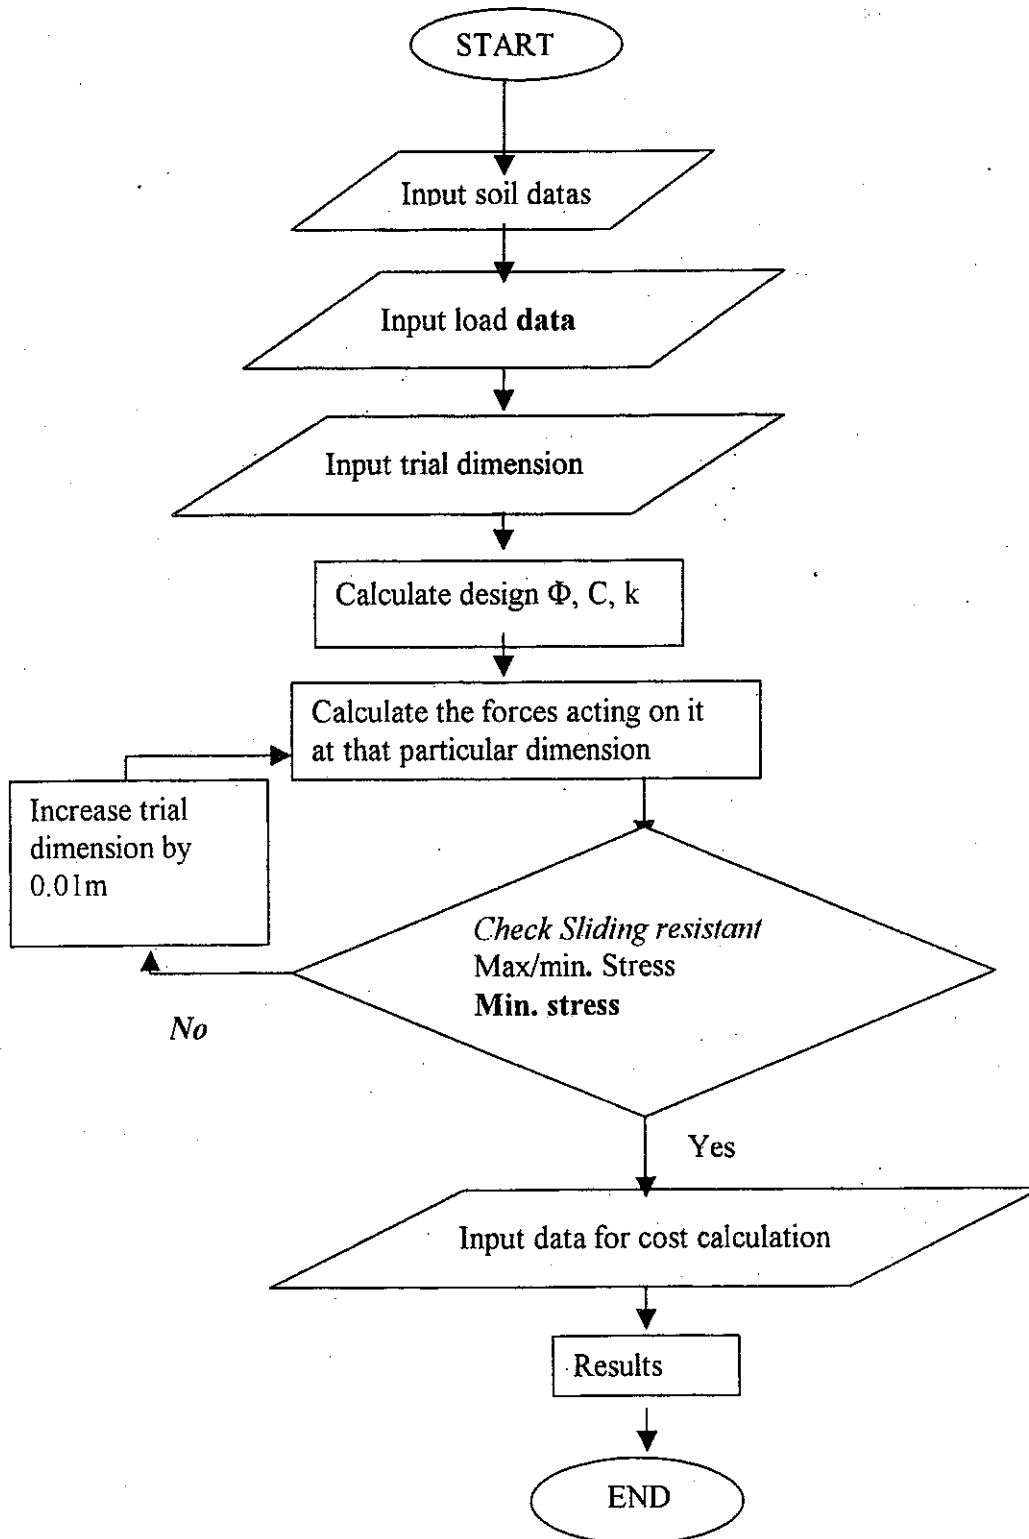 START
Input soil datas
Input load data
Input trial dimension
Calculate design Φ, C, k
Calculate the forces acting on it
at that particular dimension
Increase trial
dimension by
0.01m
Check Sliding resistant
Max/min. Stress
Min. stress
No
Yes
Input data for cost calculation
Results
END